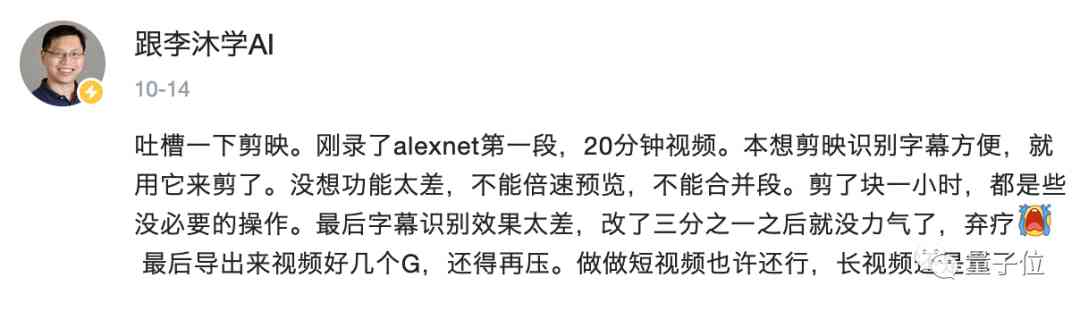 跟李沐学AI
10-14
吐槽一下剪映。刚录了alexnet第一段，20分钟视频。本想剪映识别字幕方便，就
用它来剪了。没想功能太差，不能倍速预览，不能合并段。剪了块一小时，都是些
没必要的操作。最后字幕识别效果太差，改了三分之一之后就没力气了，弃疗
最后导出来视频好几个G，还得再压。做做短视频也许还行，长视频还是
量子位